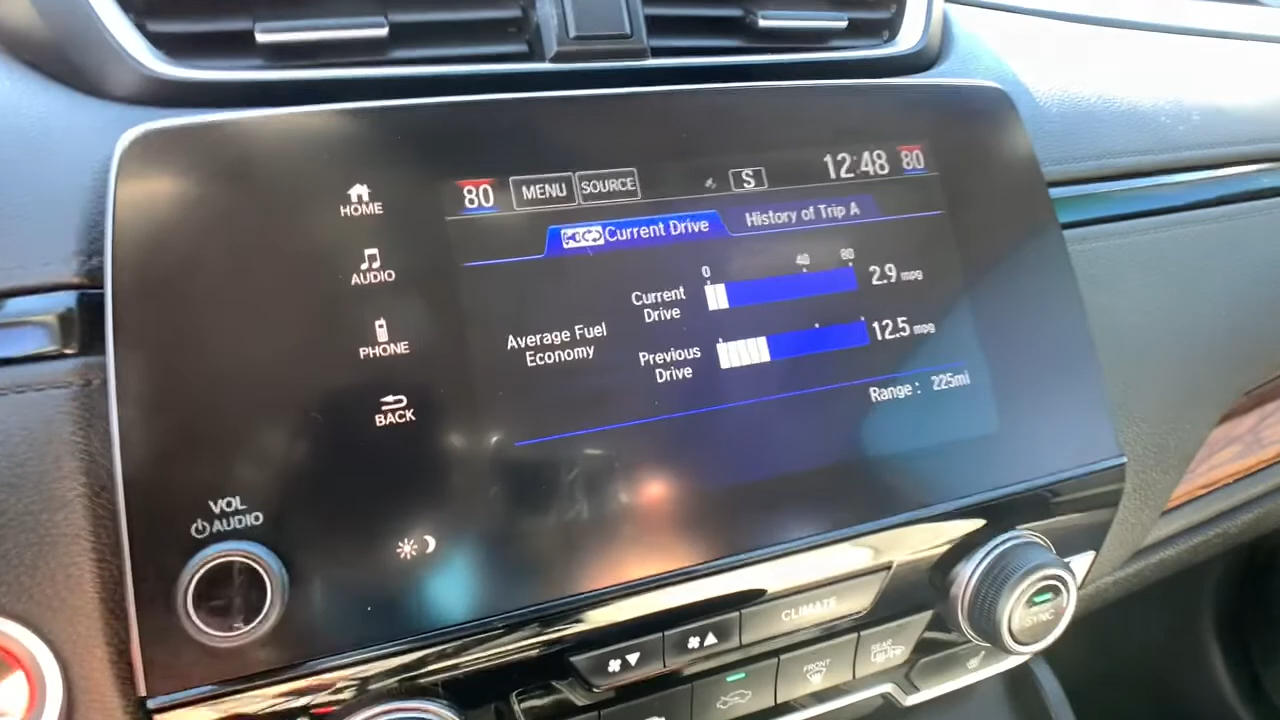 80 MENU SOURCE S 12:48 80
HOME
AUDIO
PHONE
BACK
Current Drive
History of Trip A
0 40 80
Current
Drive
2.9 mpg
Average Fuel
Economy
Previous
Drive
12.5 mpg
Range : 225mi
VOL
AUDIO
CLIMATE
FRONT
REAR
SYNC